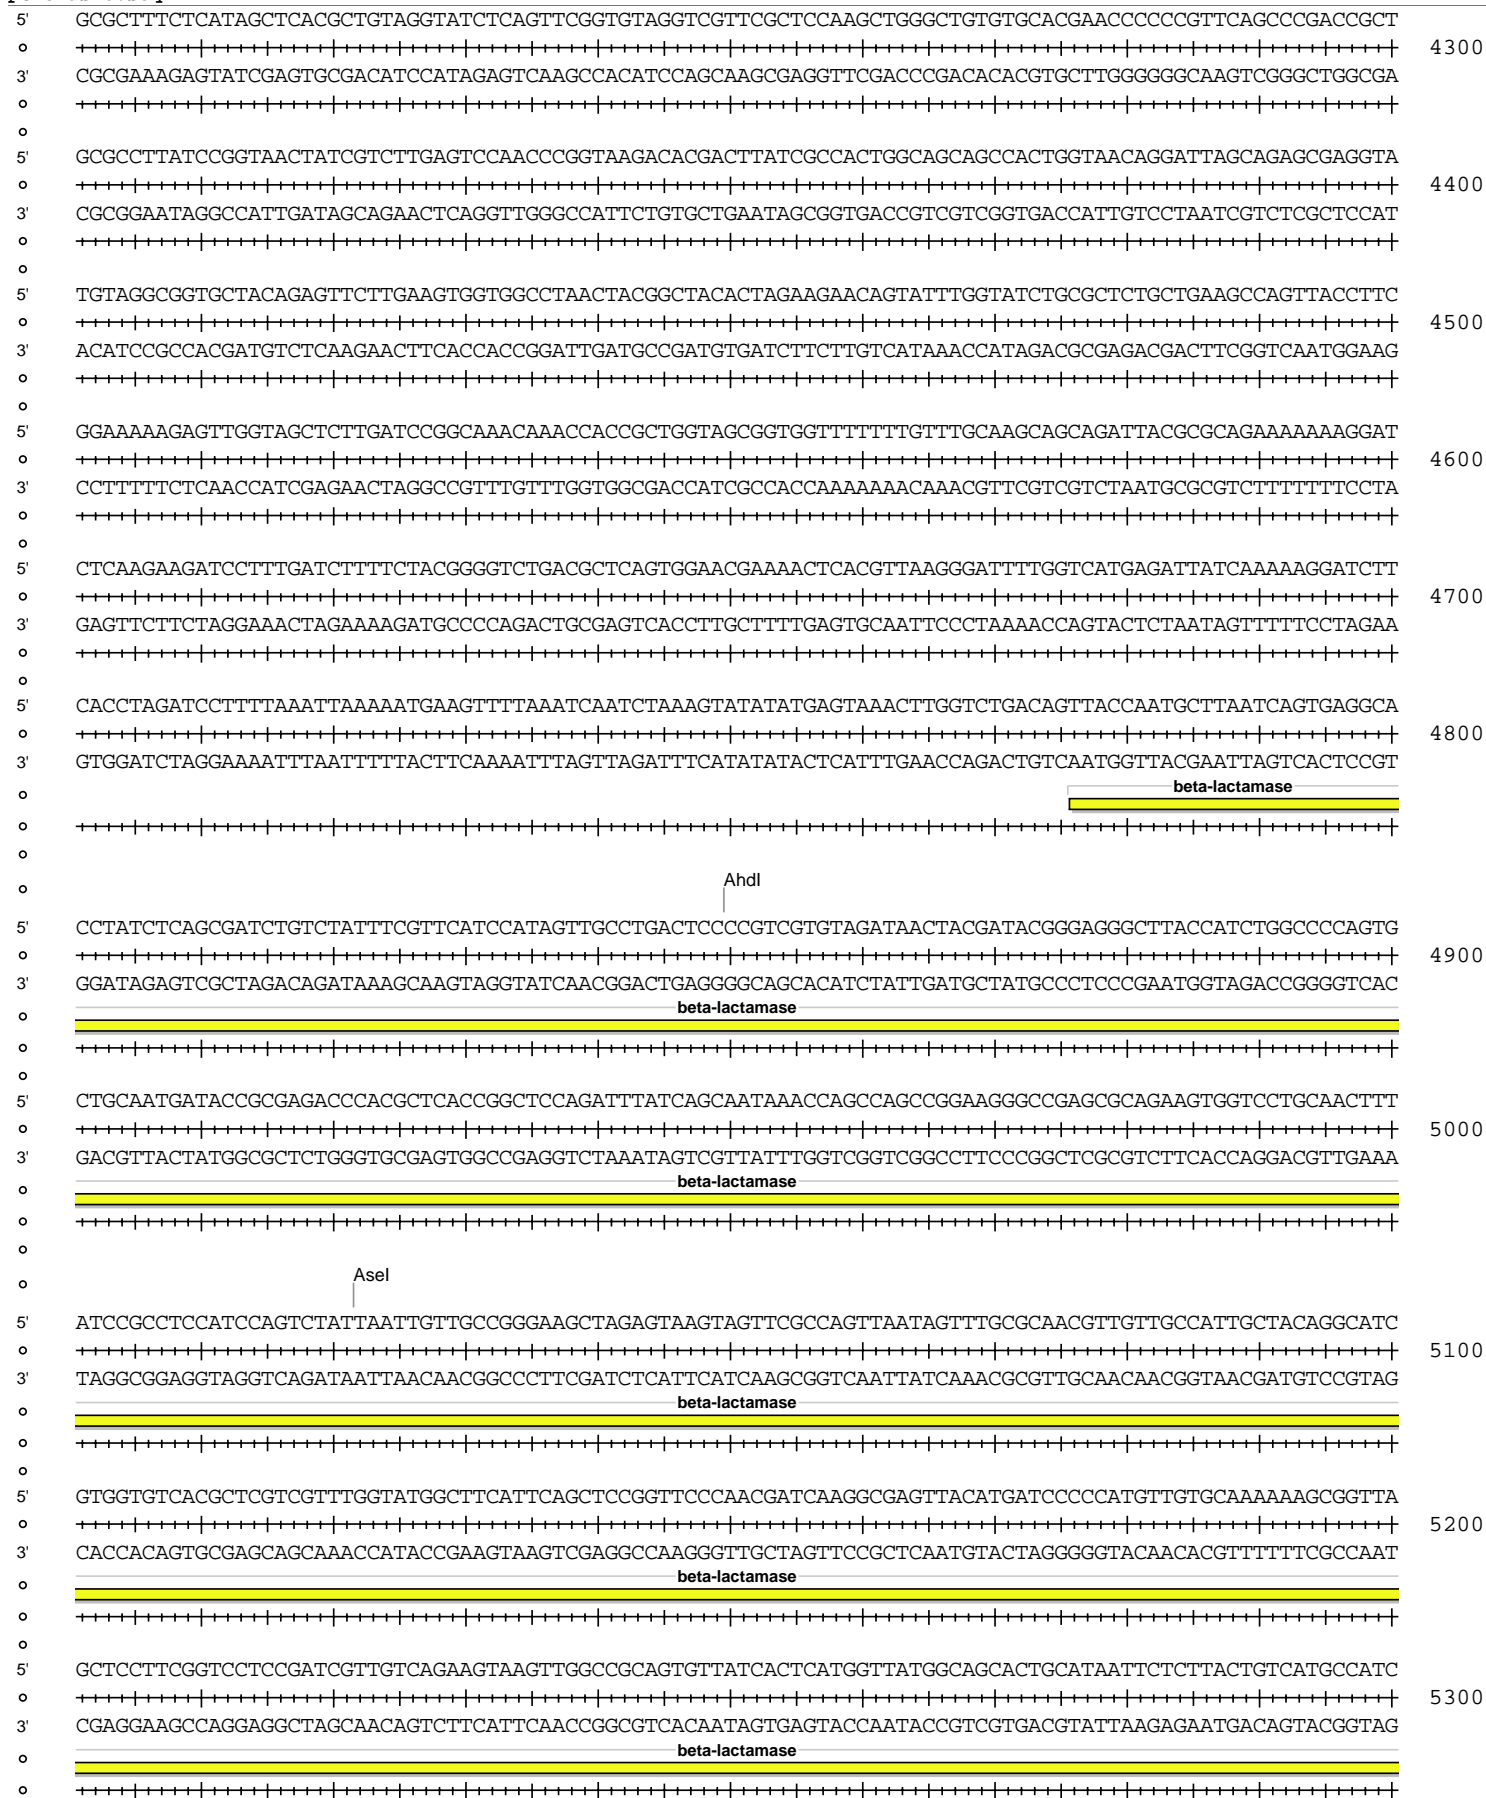 5' GCGCTTTCTCATAGCTCACGCTGTAGGTATCTCAGTTCGGTGTAGGTCGTTCGCTCCAAGCTGGGCTGTGTGCACGAACCCCCCGTTCAGCCCGACCGCT
4300
3' CGCGAAAGAGTATCGAGTGCGACATCCATAGAGTCAAGCCACATCCAGCAAGCGAGGTTCGACCCGACACACGTGCTTGGGGGGCAAGTCGGGCTGGCGA
5' GCGCCTTATCCGGTAACTATCGTCTTGAGTCCAACCCGGTAAGACACGACTTATCGCCACTGGCAGCAGCCACTGGTAACAGGATTAGCAGAGCGAGGTA
4400
3' CGCGGAATAGGCCATTGATAGCAGAACTCAGGTTGGGCCATTCTGTGCTGAATAGCGGTGACCGTCGTCGGTGACCATTGTCCTAATCGTCTCGCTCCAT
5' TGTAGGCGGTGCTACAGAGTTCTTGAAGTGGTGGCCTAACTACGGCTACACTAGAAGAACAGTATTTGGTATCTGCGCTCTGCTGAAGCCAGTTACCTTC
4500
3' ACATCCGCCACGATGTCTCAAGAACTTCACCACCGGATTGATGCCGATGTGATCTTCTTGTCATAAACCATAGACGCGAGACGACTTCGGTCAATGGAAG
5' GGAAAAAGAGTTGGTAGCTCTTGATCCGGCAAACAAACCACCGCTGGTAGCGGTGGTTTTTTTGTTTGCAAGCAGCAGATTACGCGCAGAAAAAAAGGAT
4600
3' CCTTTTTCTCAACCATCGAGAACTAGGCCGTTTGTTTGGTGGCGACCATCGCCACCAAAAAAACAAACGTTCGTCGTCTAATGCGCGTCTTTTTTTCCTA
5' CTCAAGAAGATCCTTTGATCTTTTCTACGGGGTCTGACGCTCAGTGGAACGAAAACTCACGTTAAGGGATTTTGGTCATGAGATTATCAAAAAGGATCTT
4700
3' GAGTTCTTCTAGGAAACTAGAAAAGATGCCCCAGACTGCGAGTCACCTTGCTTTTGAGTGCAATTCCCTAAAACCAGTACTCTAATAGTTTTTCCTAGAA
5' CACCTAGATCCTTTTAAATTAAAAATGAAGTTTTAAATCAATCTAAAGTATATATGAGTAAACTTGGTCTGACAGTTACCAATGCTTAATCAGTGAGGCA
4800
3' GTGGATCTAGGAAAATTTAATTTTTACTTCAAAATTTAGTTAGATTTCATATATACTCATTTGAACCAGACTGTCAATGGTTACGAATTAGTCACTCCGT
beta-lactamase
AhdI
5' CCTATCTCAGCGATCTGTCTATTTCGTTCATCCATAGTTGCCTGACTCCCCGTCGTGTAGATAACTACGATACGGGAGGGCTTACCATCTGGCCCCAGTG
4900
3' GGATAGAGTCGCTAGACAGATAAAGCAAGTAGGTATCAACGGACTGAGGGGCAGCACATCTATTGATGCTATGCCCTCCCGAATGGTAGACCGGGGTCAC
beta-lactamase
5' CTGCAATGATACCGCGAGACCCACGCTCACCGGCTCCAGATTTATCAGCAATAAACCAGCCAGCCGGAAGGGCCGAGCGCAGAAGTGGTCCTGCAACTTT
5000
3' GACGTTACTATGGCGCTCTGGGTGCGAGTGGCCGAGGTCTAAATAGTCGTTATTTGGTCGGTCGGCCTTCCCGGCTCGCGTCTTCACCAGGACGTTGAAA
beta-lactamase
AseI
5' ATCCGCCTCCATCCAGTCTATTAATTGTTGCCGGGAAGCTAGAGTAAGTAGTTCGCCAGTTAATAGTTTGCGCAACGTTGTTGCCATTGCTACAGGCATC
5100
3' TAGGCGGAGGTAGGTCAGATAATTAACAACGGCCCTTCGATCTCATTCATCAAGCGGTCAATTATCAAACGCGTTGCAACAACGGTAACGATGTCCGTAG
beta-lactamase
5' GTGGTGTCACGCTCGTCGTTTGGTATGGCTTCATTCAGCTCCGGTTCCCAACGATCAAGGCGAGTTACATGATCCCCCATGTTGTGCAAAAAAGCGGTTA
5200
3' CACCACAGTGCGAGCAGCAAACCATACCGAAGTAAGTCGAGGCCAAGGGTTGCTAGTTCCGCTCAATGTACTAGGGGGTACAACACGTTTTTTCGCCAAT
beta-lactamase
5' GCTCCTTCGGTCCTCCGATCGTTGTCAGAAGTAAGTTGGCCGCAGTGTTATCACTCATGGTTATGGCAGCACTGCATAATTCTCTTACTGTCATGCCATC
5300
3' CGAGGAAGCCAGGAGGCTAGCAACAGTCTTCATTCAACCGGCGTCACAATAGTGAGTACCAATACCGTCGTGACGTATTAAGAGAATGACAGTACGGTAG
beta-lactamase